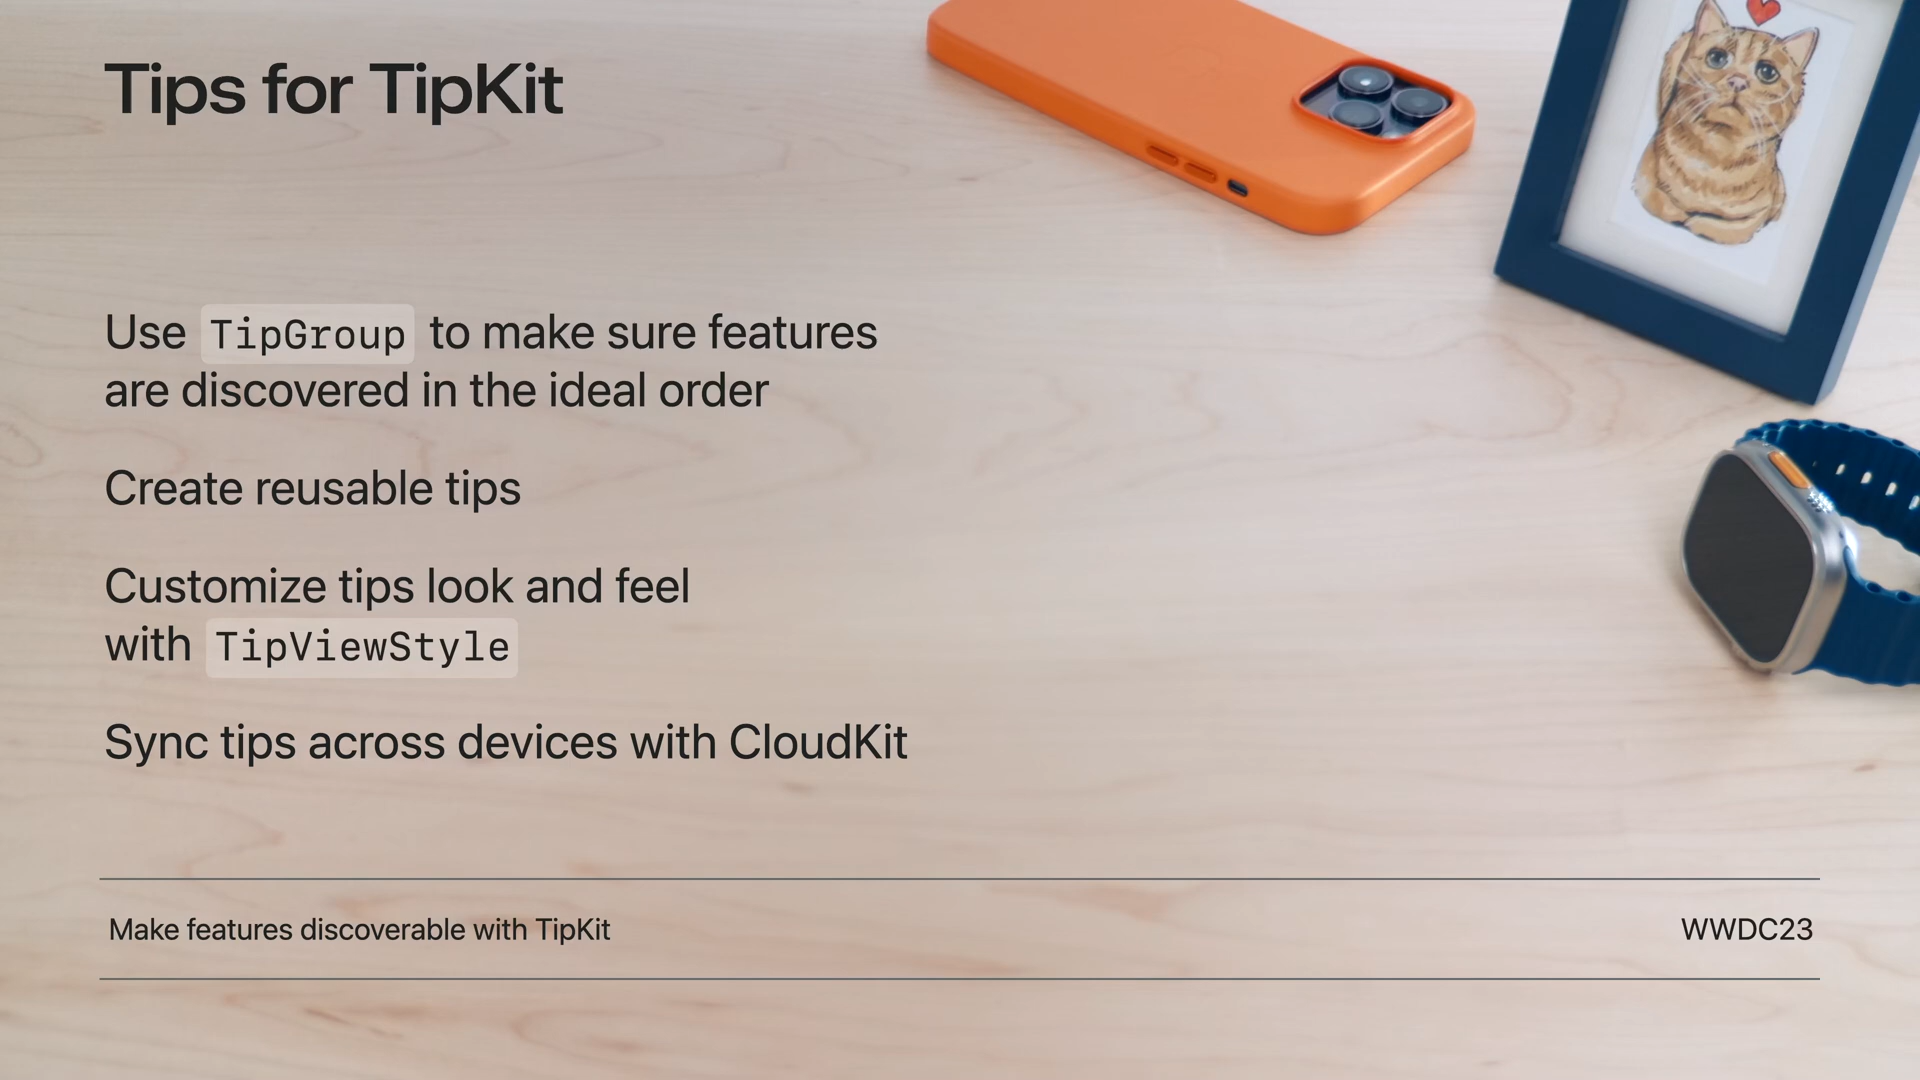 Tips for TipKit
Use TipGroup to make sure features
are discovered in the ideal order
Create reusable tips
Customize tips look and feel
with TipViewStyle
Sync tips across devices with CloudKit
Make features discoverable with TipKit
WWDC23